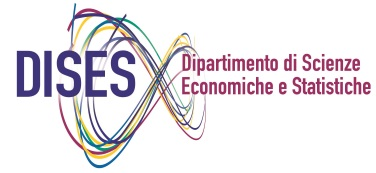 DISES
Dipartimento di Scienze
Economiche e Statistiche